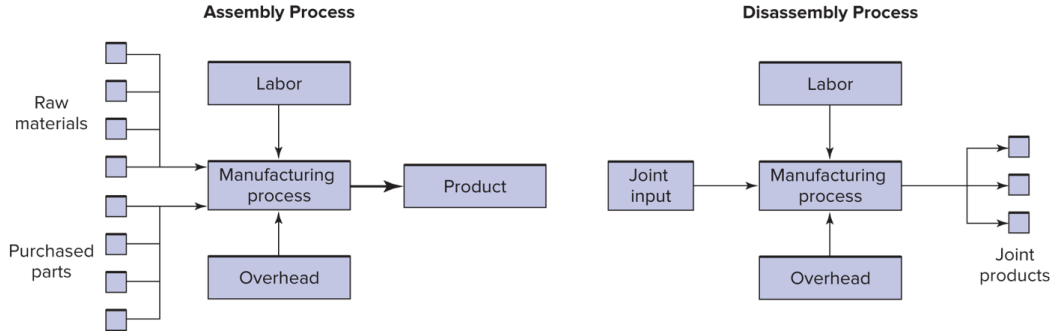 Assembly Process
Raw
materials
Purchased
parts
Labor
Manufacturing
process
Overhead
Product
Disassembly Process
Joint
input
Labor
Manufacturing
process
Overhead
Joint
products